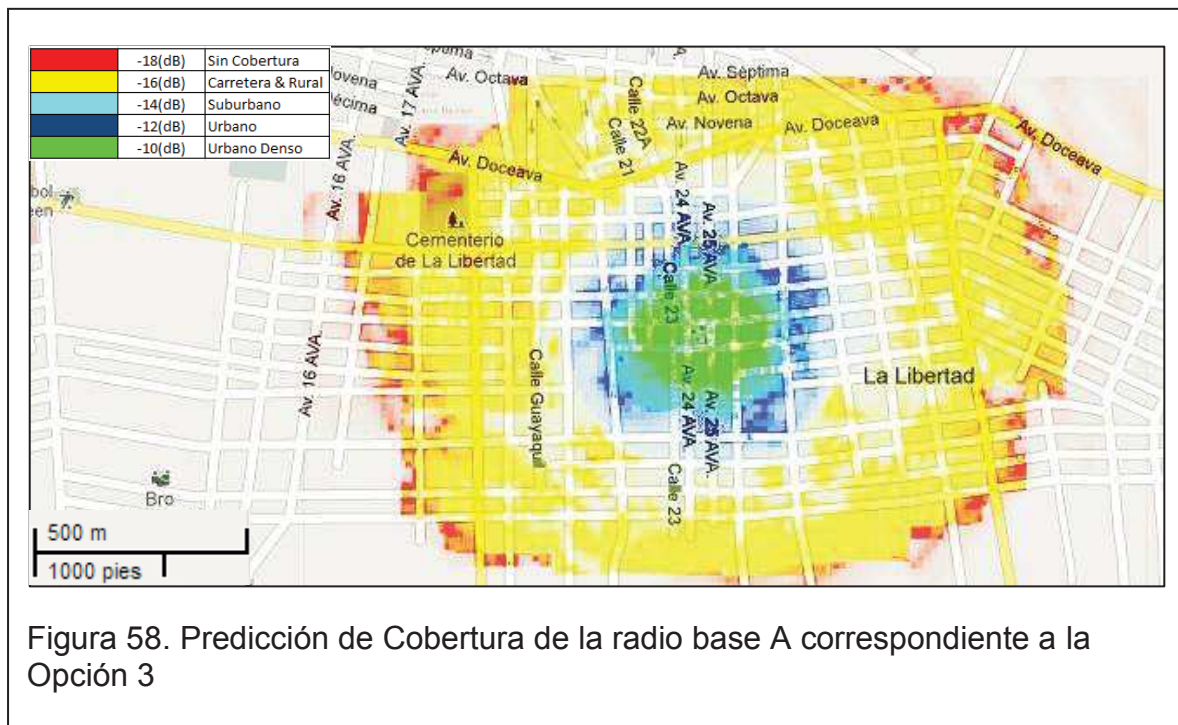 -18(dB) Sin Cobertura
-16(dB) Carretera & Rural
-14(dB) Suburbano
-12(dB) Urbano
-10(dB) Urbano Denso
Av. Octava
Av. 17 AVA.
Av. Séptima
Av. Octava
Av. Novena
Calle 22A
Calle 21
Av. Doceava
Av. Doceava
Av. Doceava
Av. 16 AVA.
Av. 24 AVA.
Av. 25 AVA.
Cementerio
de La Libertad
Calle 23
Av. 16 AVA.
Calle Guayaquil
La Libertad
Av. 24 AVA.
Av. 25 AVA.
Calle 23
Bro
500 m
1000 pies
Figura 58. Predicción de Cobertura de la radio base A correspondiente a la
Opción 3